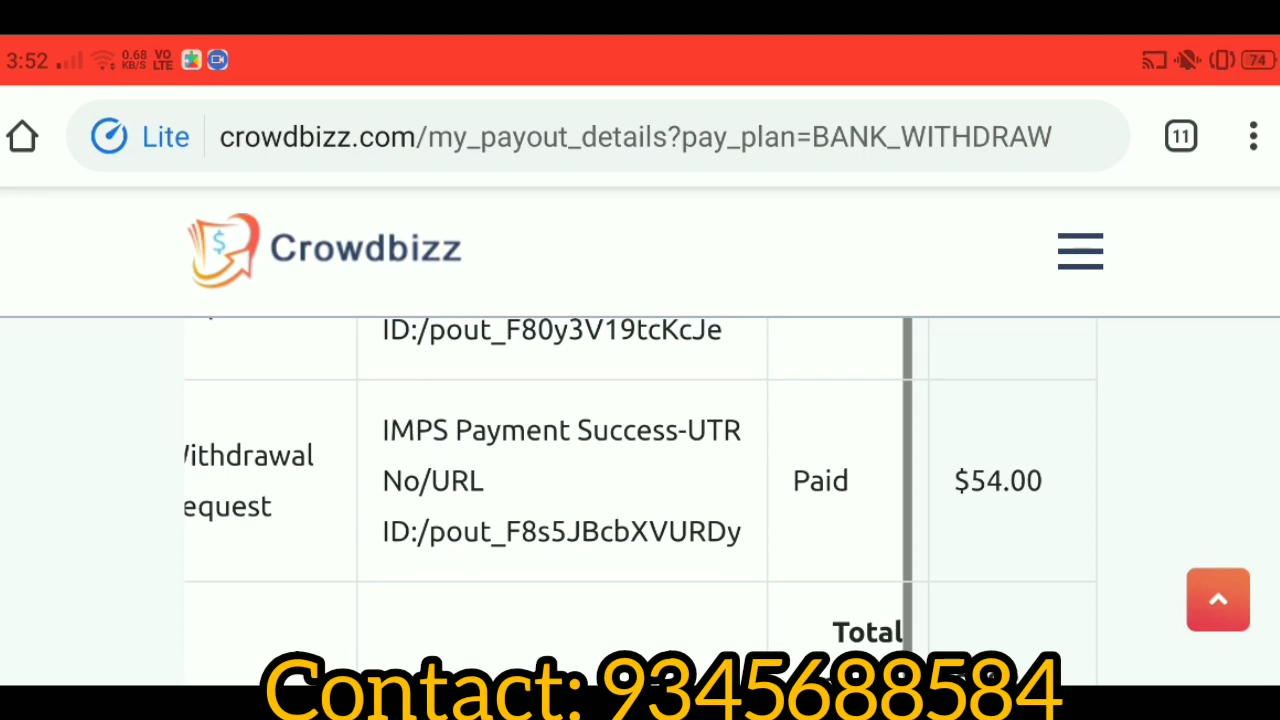 3:52 0.68 KB/S VO LTE 74
Lite crowdbizz.com/my_payout_details?pay_plan=BANK_WITHDRAW 11
$ Crowdbizz
ID:/pout_F80y3V19tcKcJe
IMPS Payment Success-UTR
ithdrawal
No/URL Paid $54.00
equest
ID:/pout_F8s5JBcbXVURDy
Total
Contact: 9345688584